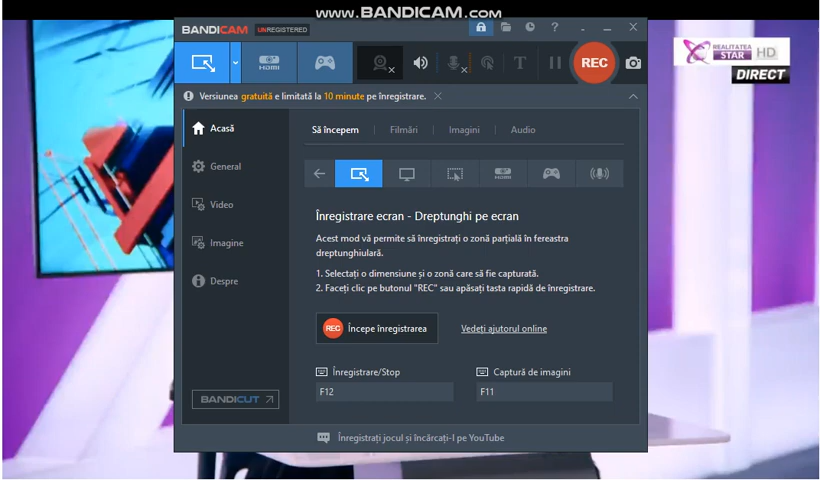 www.BANDICAM.com
BANDICAM UNREGISTERED
?
HDMI
T
REC
REALITATEA
STAR HD
DIRECT
Versiunea gratuită e limitată la 10 minute pe înregistrare.
Acasă
General
Video
Imagine
Despre
BANDICUT
Să începem | Filmări | Imagini | Audio
HDMI
Înregistrare ecran - Dreptunghi pe ecran
Acest mod vă permite să înregistrați o zonă parțială în fereastra
dreptunghiulară.
1. Selectați o dimensiune și o zonă care să fie capturată.
2. Faceți clic pe butonul "REC" sau apăsați tasta rapidă de înregistrare.
REC Începe înregistrarea
Vedeți ajutorul online
Înregistrare/Stop
F12
Captură de imagini
F11
Înregistrați jocul și încărcați-l pe YouTube